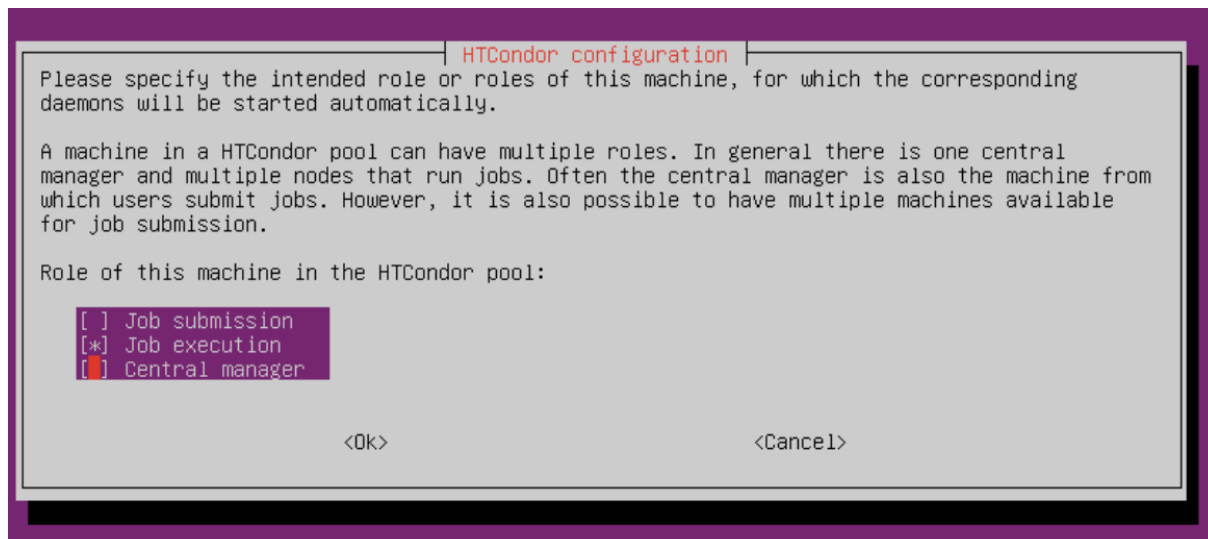 HTCondor configuration
Please specify the intended role or roles of this machine, for which the corresponding
daemons will be started automatically.
A machine in a HTCondor pool can have multiple roles. In general there is one central
manager and multiple nodes that run jobs. Often the central manager is also the machine from
which users submit jobs. However, it is also possible to have multiple machines available
for job submission.
Role of this machine in the HTCondor pool:
[ ] Job submission
[*] Job execution
[ ] Central manager
<Ok> <Cancel>